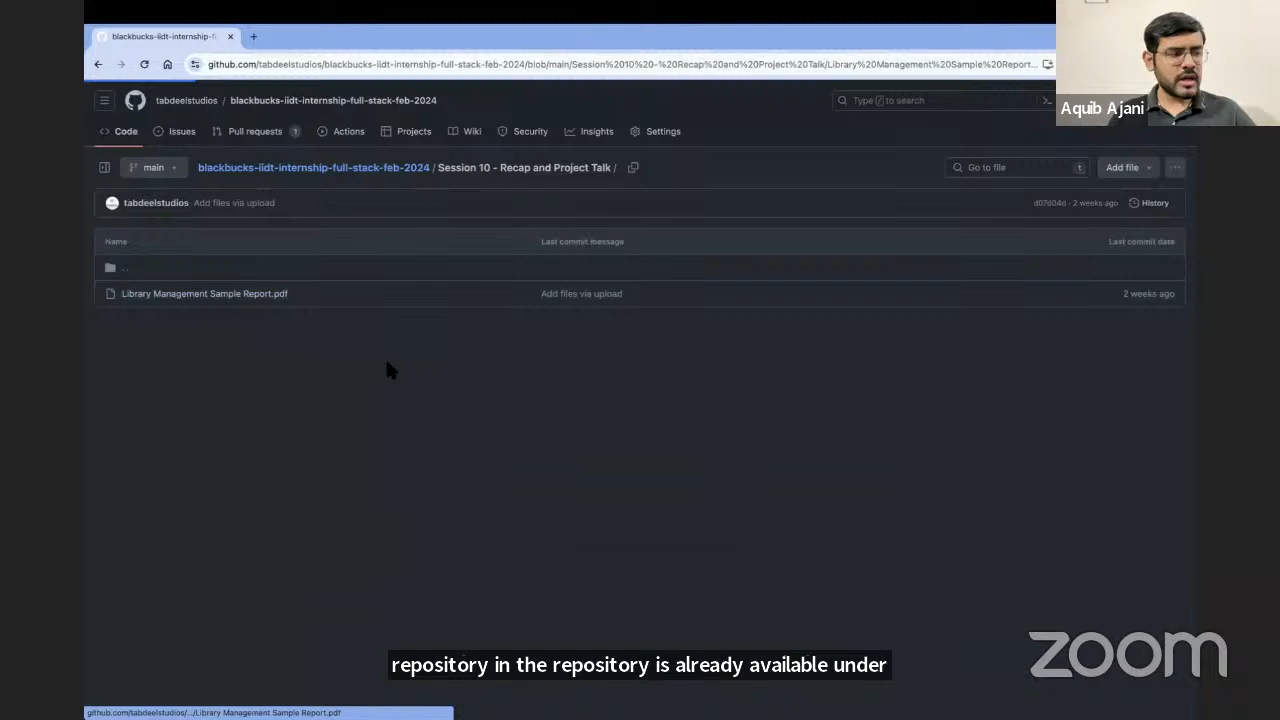 blackbucks-iidt-internship-f
github.com/tabdeelstudios/blackbucks-iidt-internship-full-stack-feb-2024/blob/main/Session%2010%20-%20Recap%20and%20Project%20Talk/Library%20Management%20Sample%20Report...
Aquib Ajani
tabdeelstudios / blackbucks-iidt-internship-full-stack-feb-2024
Type / to search
Code Issues Pull requests 1 Actions Projects Wiki Security Insights Settings
main blackbucks-iidt-internship-full-stack-feb-2024 / Session 10 - Recap and Project Talk / Go to file t Add file
tabdeelstudios Add files via upload d07d04d · 2 weeks ago History
Name Last commit message Last commit date
..
Library Management Sample Report.pdf Add files via upload 2 weeks ago
repository in the repository is already available under
zoom
github.com/tabdeelstudios/.../Library Management Sample Report.pdf